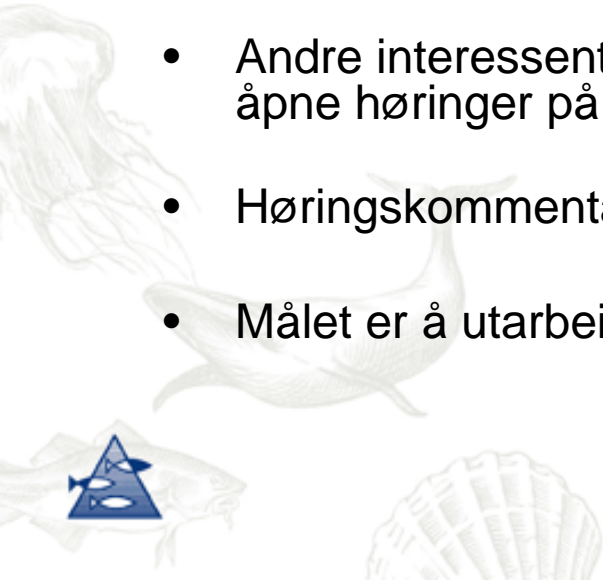 • Andre interessent
åpne høringer på
• Høringskommenta
• Målet er å utarbei